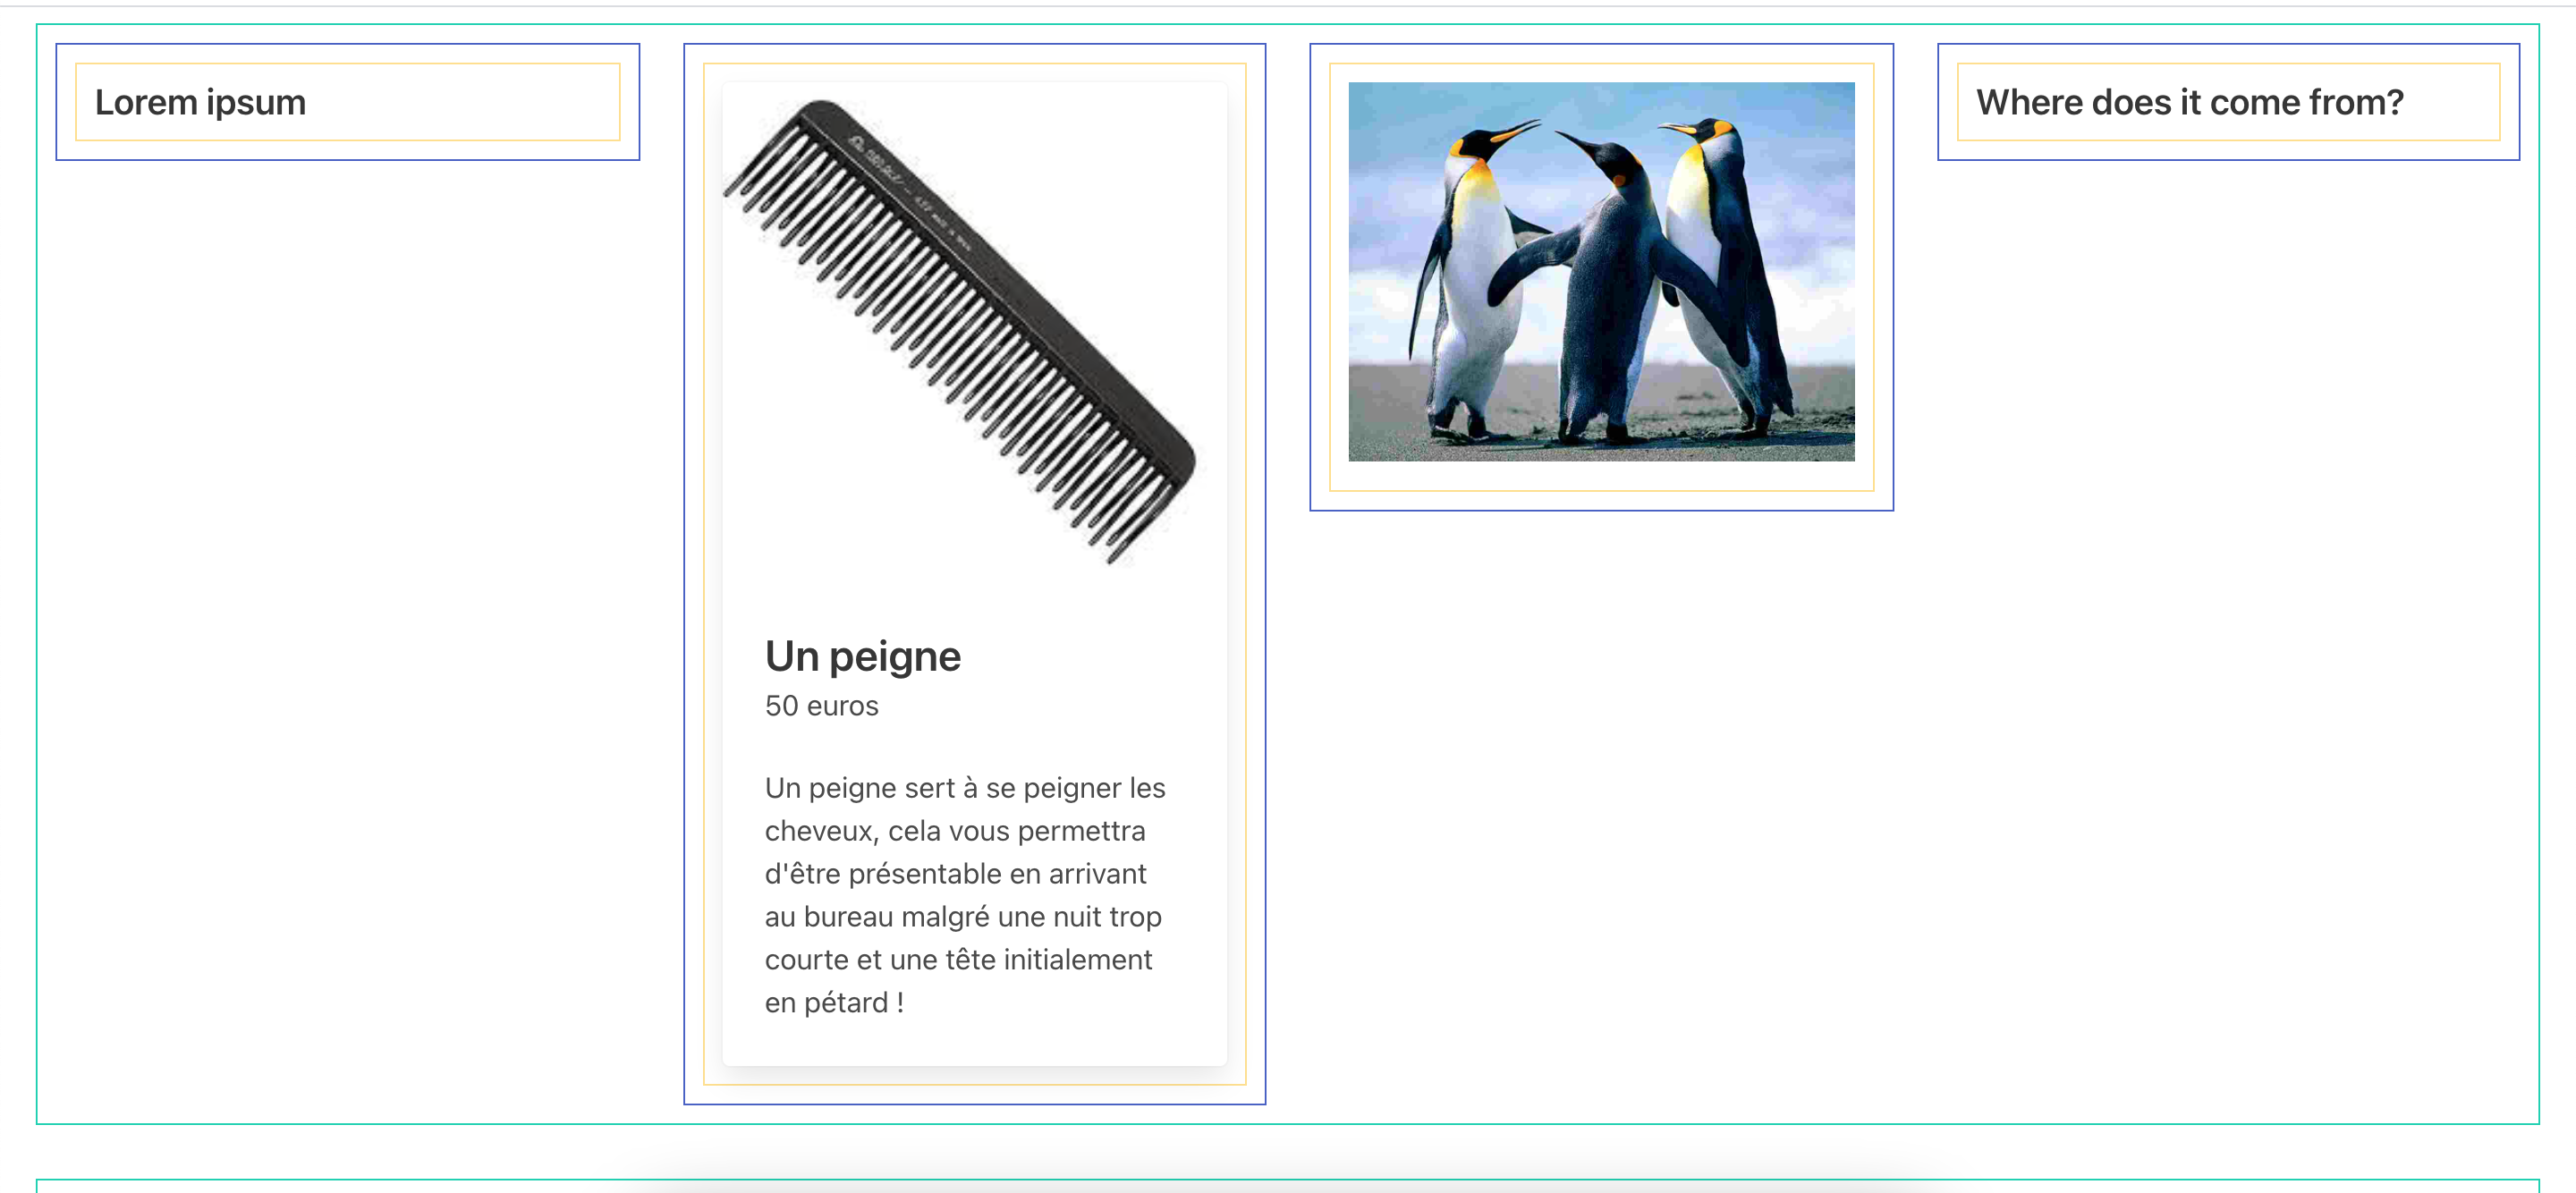 Lorem ipsum
Un peigne
50 euros
Un peigne sert à se peigner les
cheveux, cela vous permettra
d'être présentable en arrivant
au bureau malgré une nuit trop
courte et une tête initialement
en pétard !
Where does it come from?